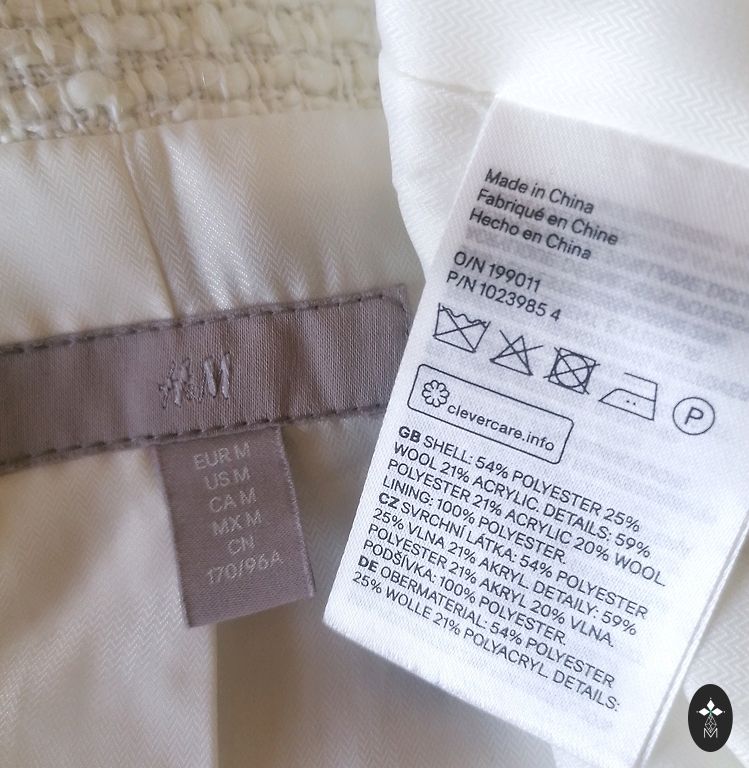 HM
EUR M
US M
CA M
MX M
CN
170/96A
Made in China
Fabriqué en Chine
Hecho en China
O/N 199011
P/N 1023985 4
P
clevercare.info
GB SHELL: 54% POLYESTER 25%
WOOL 21% ACRYLIC. DETAILS: 59%
POLYESTER 21% ACRYLIC 20% WOOL
LINING: 100% POLYESTER.
CZ SVRCHNÍ LÁTKA: 54% POLYESTER
25% VLNA 21% AKRYL. DETAILY: 59%
POLYESTER 21% AKRYL 20% VLNA.
PODŠÍVKA: 100% POLYESTER.
DE OBERMATERIAL: 54% POLYESTER
25% WOLLE 21% POLYACRYL. DETAILS:
M